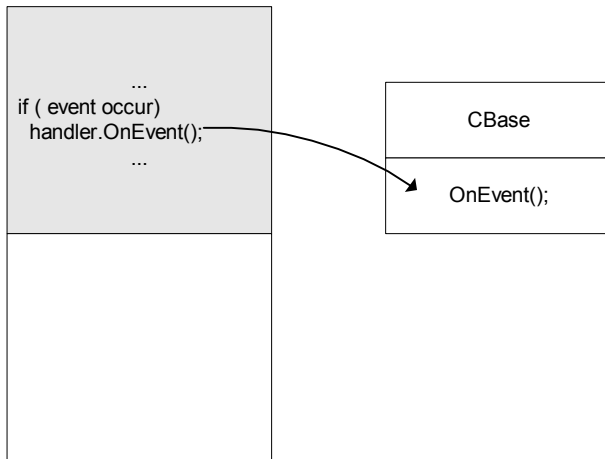 ...
if ( event occur)
handler.OnEvent();
...
CBase
OnEvent();